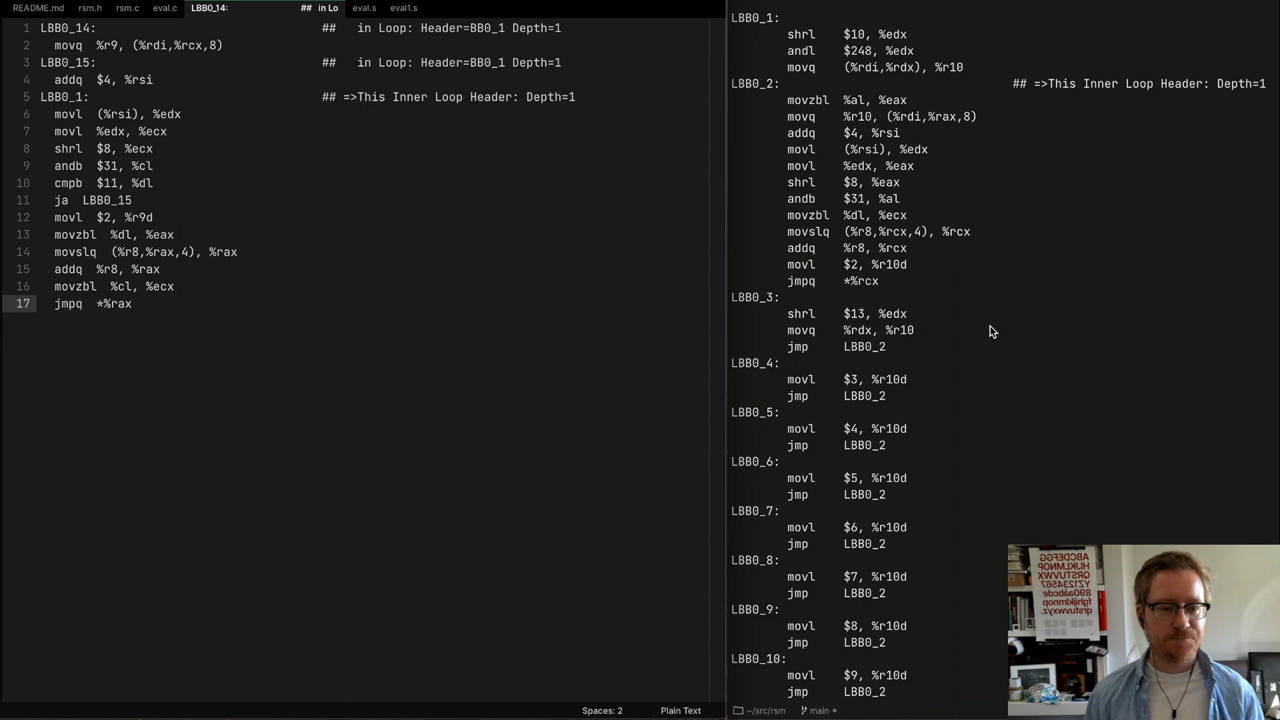 README.md rsm.h rsm.c eval.c LBB0_14: ## in Lo eval.s eval1.s
1 LBB0_14: ## in Loop: Header=BB0_1 Depth=1
2 movq %r9, (%rdi,%rcx,8)
3 LBB0_15: ## in Loop: Header=BB0_1 Depth=1
4 addq $4, %rsi
5 LBB0_1: ## =>This Inner Loop Header: Depth=1
6 movl (%rsi), %edx
7 movl %edx, %ecx
8 shrl $8, %ecx
9 andb $31, %cl
10 cmpb $11, %dl
11 ja LBB0_15
12 movl $2, %r9d
13 movzbl %dl, %eax
14 movslq (%r8,%rax,4), %rax
15 addq %r8, %rax
16 movzbl %cl, %ecx
17 jmpq *%rax
Spaces: 2 Plain Text
LBB0_1:
shrl $10, %edx
andl $248, %edx
movq (%rdi,%rdx), %r10
LBB0_2: ## =>This Inner Loop Header: Depth=1
movzbl %al, %eax
movq %r10, (%rdi,%rax,8)
addq $4, %rsi
movl (%rsi), %edx
movl %edx, %eax
shrl $8, %eax
andb $31, %al
movzbl %dl, %ecx
movslq (%r8,%rcx,4), %rcx
addq %r8, %rcx
movl $2, %r10d
jmpq *%rcx
LBB0_3:
shrl $13, %edx
movq %rdx, %r10
jmp LBB0_2
LBB0_4:
movl $3, %r10d
jmp LBB0_2
LBB0_5:
movl $4, %r10d
jmp LBB0_2
LBB0_6:
movl $5, %r10d
jmp LBB0_2
LBB0_7:
movl $6, %r10d
jmp LBB0_2
LBB0_8:
movl $7, %r10d
jmp LBB0_2
LBB0_9:
movl $8, %r10d
jmp LBB0_2
LBB0_10:
movl $9, %r10d
jmp LBB0_2
~/src/rsm main *
ABCDEFG
HIJKLMN
OPQRSTU
VWXYZ
1234567
890aábcde
fghijklmno
pqrstuvw